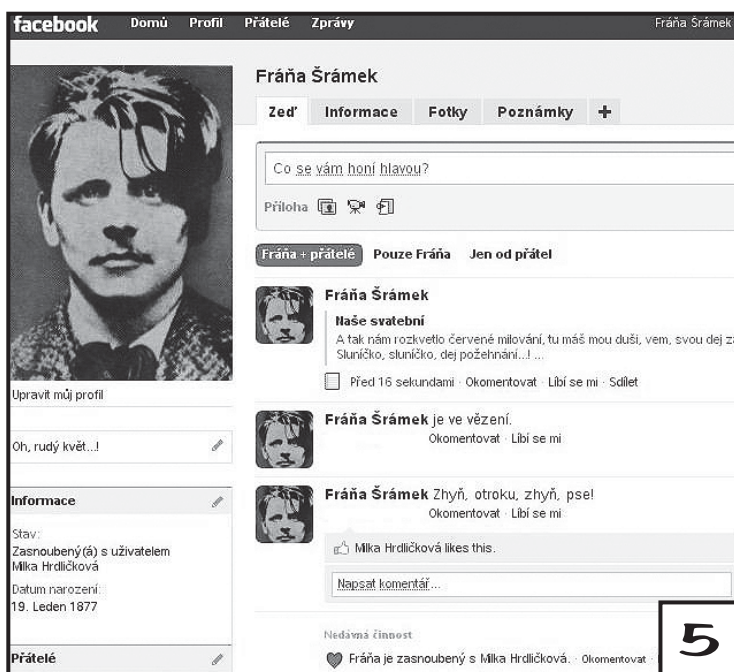 facebook Domů Profil Přátelé Zprávy Fráňa Šrámek
Fráňa Šrámek
Zeď Informace Fotky Poznámky +
Co se vám honí hlavou?
Příloha
Fráňa + přátelé Pouze Fráňa Jen od přátel
Fráňa Šrámek
Naše svatební
A tak nám rozkvetlo červené milování, tu máš mou duši, vem, svou dej
Sluníčko, sluníčko, dej požehnání...! ...
Před 16 sekundami · Okomentovat · Líbí se mi · Sdílet
Upravit můj profil
Oh, rudý květ...!
Fráňa Šrámek je ve vězení.
Okomentovat · Líbí se mi
Informace
Stav:
Zasnoubený(á) s uživatelem
Milka Hrdličková
Datum narození:
19. Leden 1877
Fráňa Šrámek Zhyň, otroku, zhyň, pse!
Okomentovat · Líbí se mi
Milka Hrdličková likes this.
Napsat komentář...
Nedávná činnost
Fráňa je zasnoubený s Milka Hrdličková. · Okomentovat ·
Přátelé
5